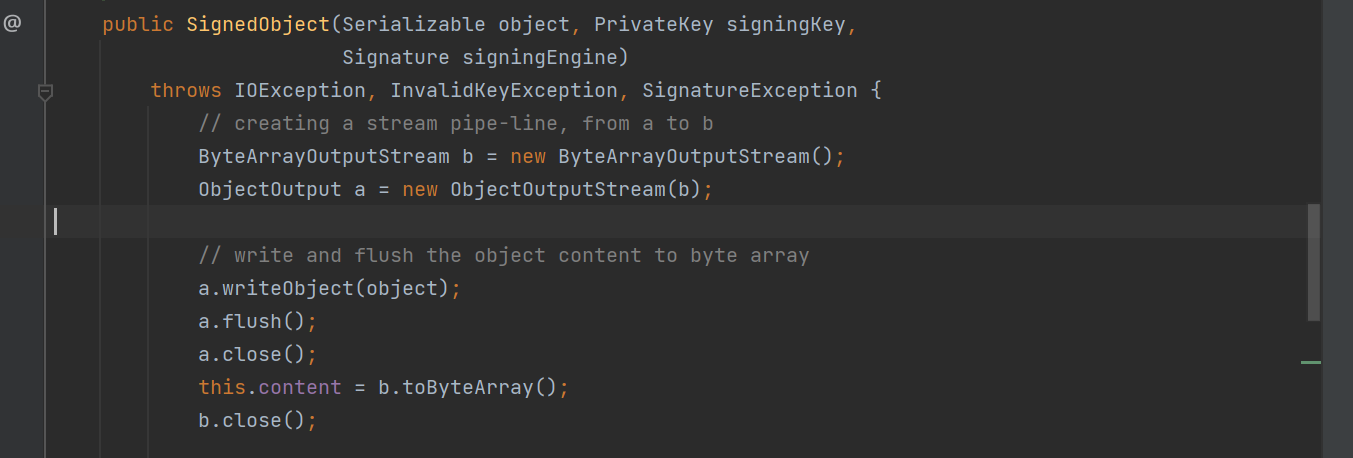 @ public SignedObject(Serializable object, PrivateKey signingKey,
Signature signingEngine)
throws IOException, InvalidKeyException, SignatureException {
// creating a stream pipe-line, from a to b
ByteArrayOutputStream b = new ByteArrayOutputStream();
ObjectOutput a = new ObjectOutputStream(b);
// write and flush the object content to byte array
a.writeObject(object);
a.flush();
a.close();
this.content = b.toByteArray();
b.close();